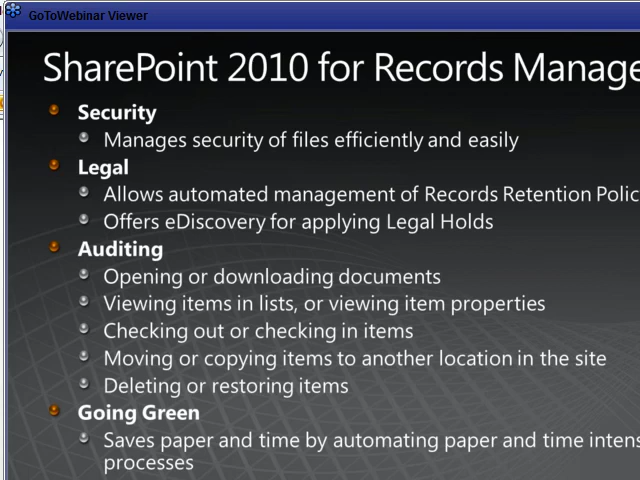 GoToWebinar Viewer
SharePoint 2010 for Records Manage
Security
Manages security of files efficiently and easily
Legal
Allows automated management of Records Retention Polic
Offers eDiscovery for applying Legal Holds
Auditing
Opening or downloading documents
Viewing items in lists, or viewing item properties
Checking out or checking in items
Moving or copying items to another location in the site
Deleting or restoring items
Going Green
Saves paper and time by automating paper and time intens
processes